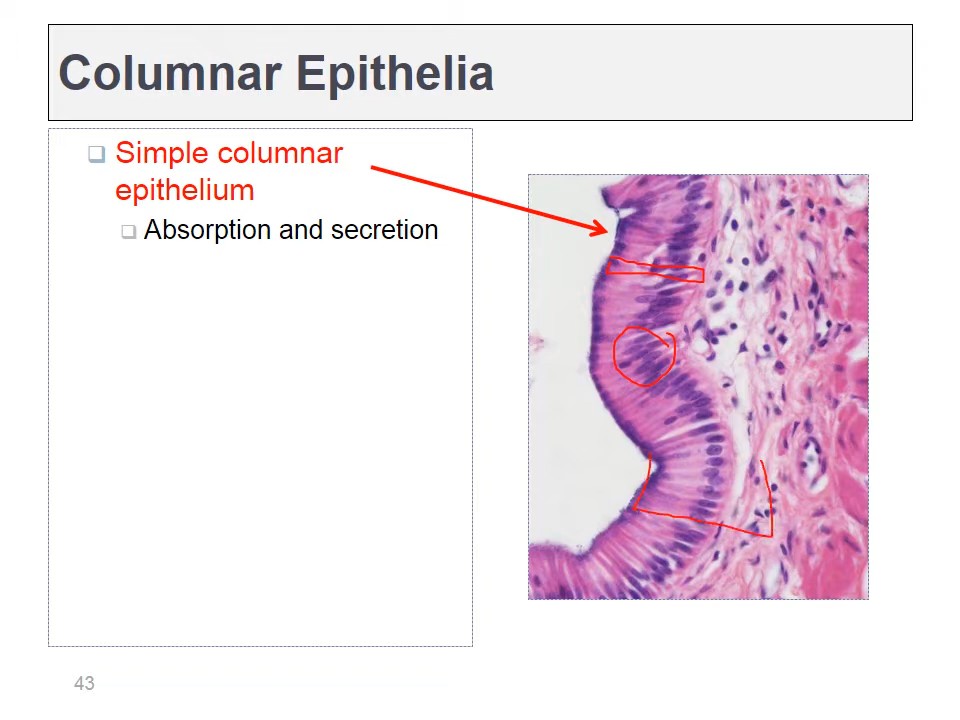 Columnar Epithelia
Simple columnar
epithelium
Absorption and secretion
43